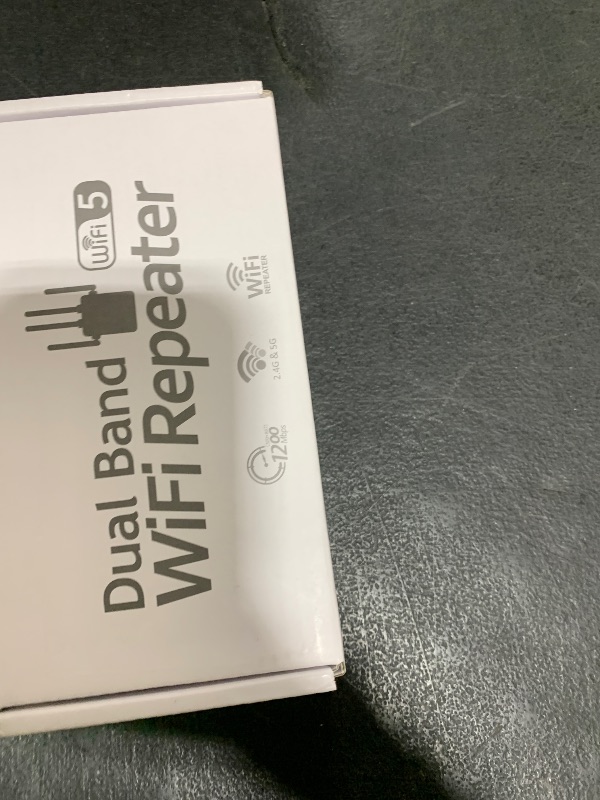 Dual Band
WiFi 5
WiFi Repeater
1200
Mbps
2.4G & 5G
WiFi
REPEATER